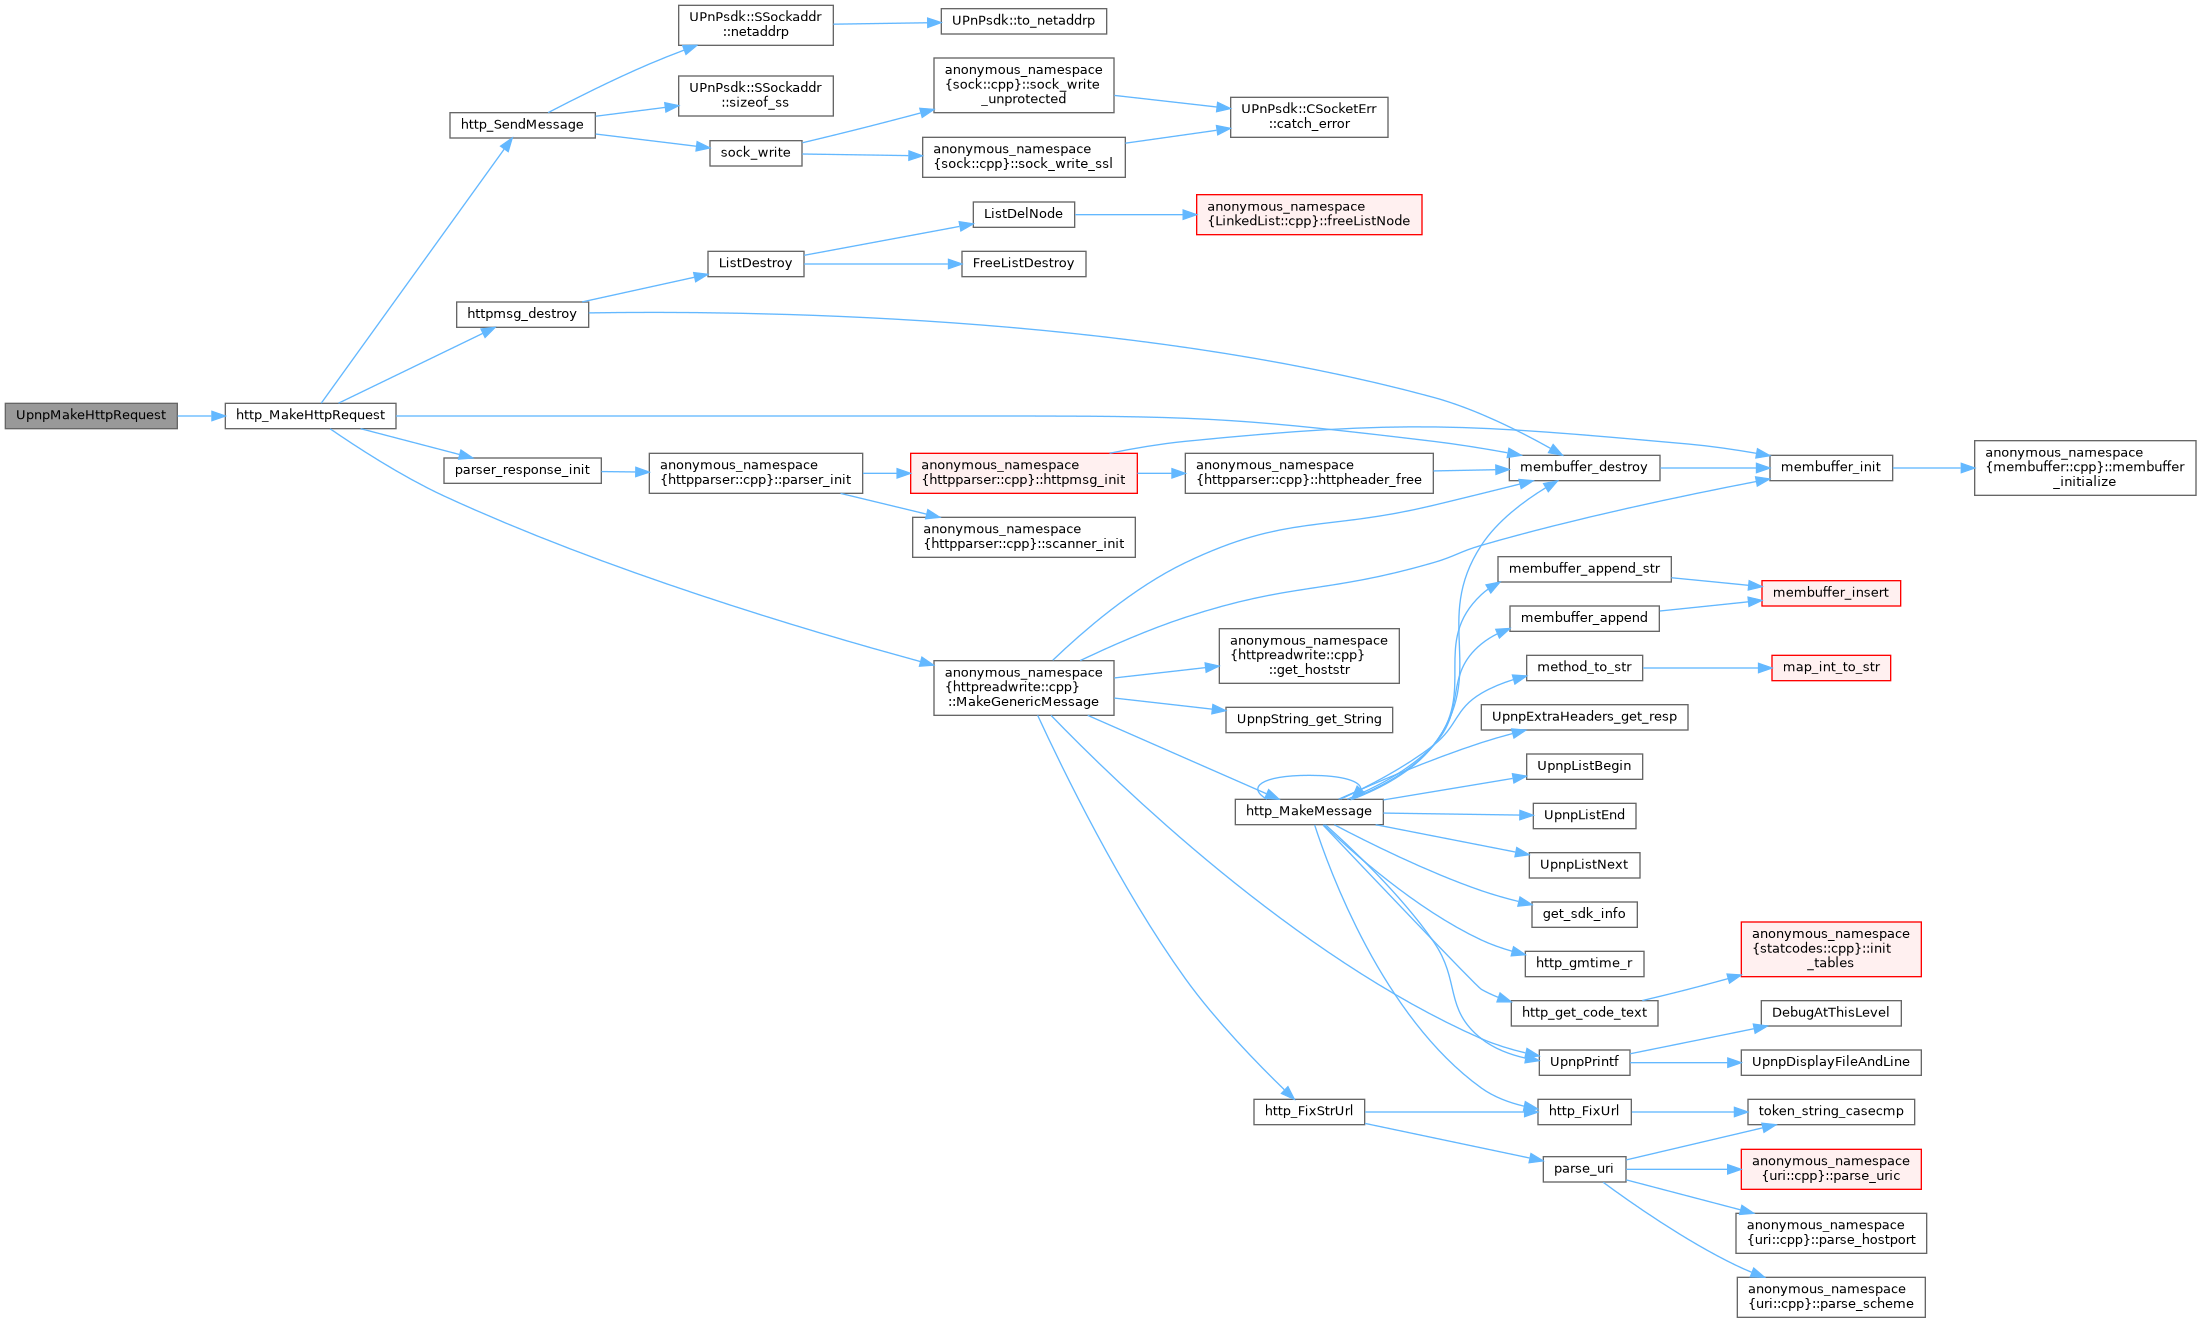 UPnPsdk::SSockaddr
::netaddrp
UPnPsdk::to_netaddrp
anonymous_namespace
{sock::cpp}::sock_write
_unprotected
UPnPsdk::SSockaddr
::sizeof_ss
UPnPsdk::CSocketErr
::catch_error
http_SendMessage
sock_write
anonymous_namespace
{sock::cpp}::sock_write_ssl
ListDelNode
anonymous_namespace
{LinkedList::cpp}::freeListNode
ListDestroy
FreeListDestroy
httpmsg_destroy
UpnpMakeHttpRequest
http_MakeHttpRequest
parser_response_init
anonymous_namespace
{httpparser::cpp}::parser_init
anonymous_namespace
{httpparser::cpp}::httpmsg_init
anonymous_namespace
{httpparser::cpp}::httpheader_free
membuffer_destroy
membuffer_init
anonymous_namespace
{membuffer::cpp}::membuffer
_initialize
anonymous_namespace
{httpparser::cpp}::scanner_init
membuffer_append_str
membuffer_insert
membuffer_append
anonymous_namespace
{httpreadwrite::cpp}
::get_hoststr
method_to_str
map_int_to_str
anonymous_namespace
{httpreadwrite::cpp}
::MakeGenericMessage
UpnpString_get_String
UpnpExtraHeaders_get_resp
UpnpListBegin
http_MakeMessage
UpnpListEnd
UpnpListNext
get_sdk_info
anonymous_namespace
{statcodes::cpp}::init
_tables
http_gmtime_r
http_get_code_text
DebugAtThisLevel
UpnpPrintf
UpnpDisplayFileAndLine
http_FixStrUrl
http_FixUrl
token_string_casecmp
parse_uri
anonymous_namespace
{uri::cpp}::parse_uric
anonymous_namespace
{uri::cpp}::parse_hostport
anonymous_namespace
{uri::cpp}::parse_scheme